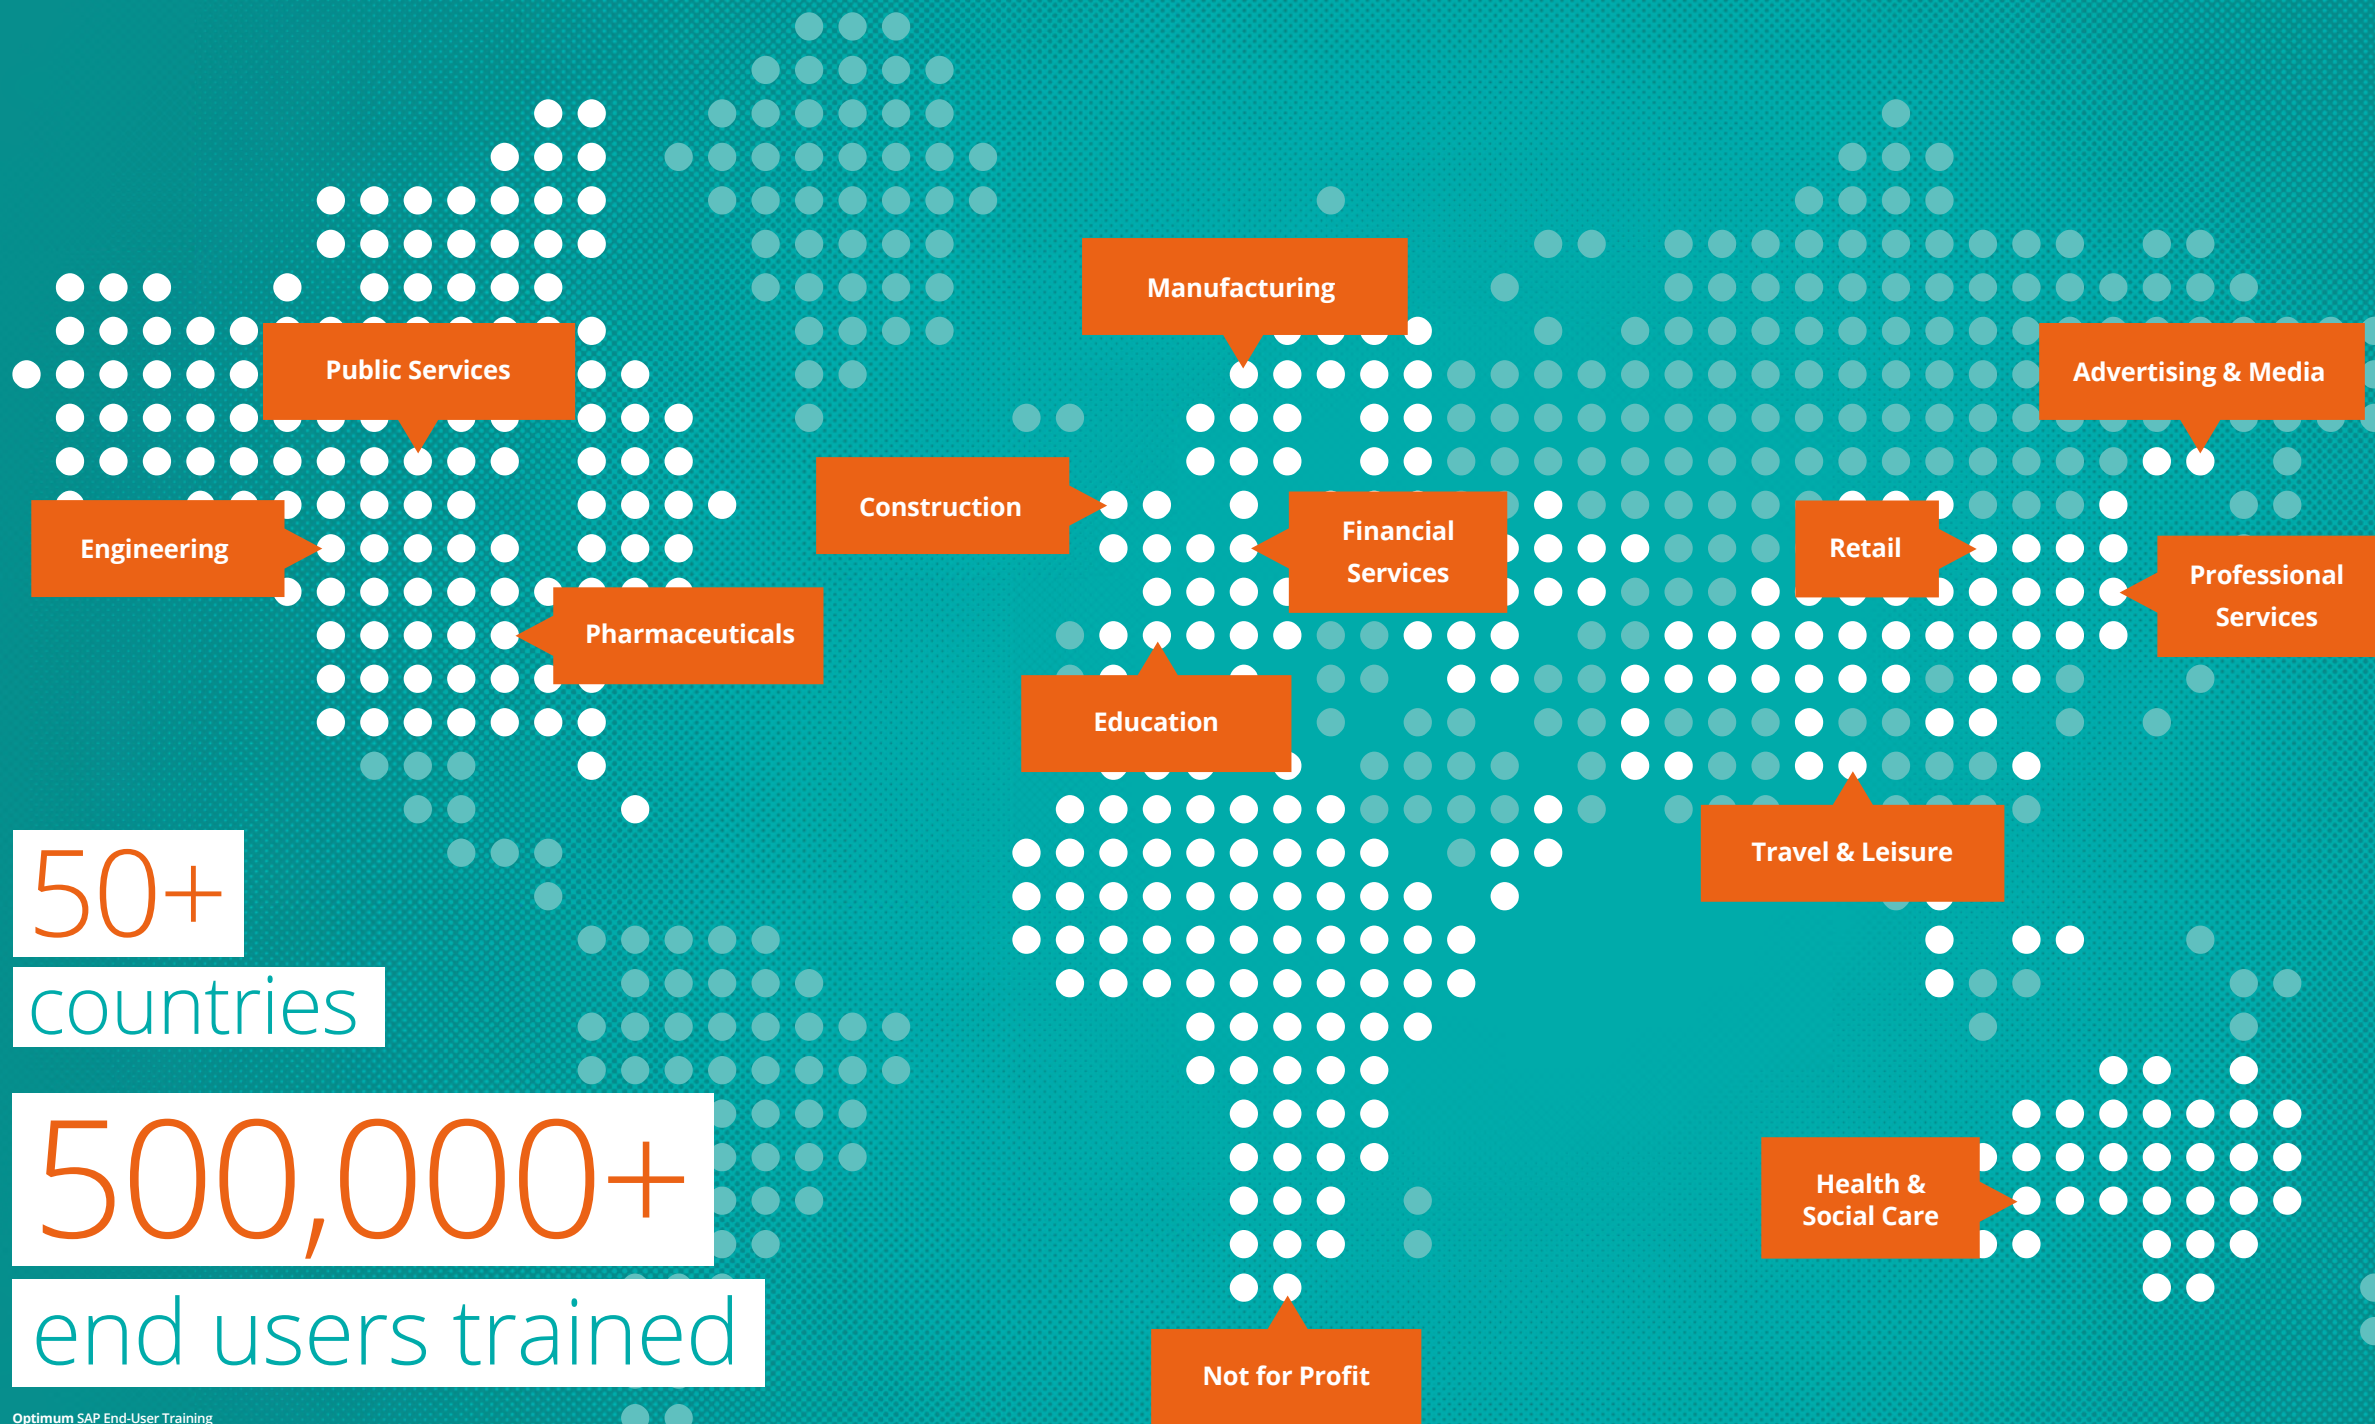 Manufacturing
Public Services
Advertising & Media
Construction
Financial
Services
Engineering
Retail
Professional
Services
Pharmaceuticals
Education
Travel & Leisure
50+
countries
500,000+
end users trained
Health &
Social Care
Not for Profit
Optimum SAP End-User Training